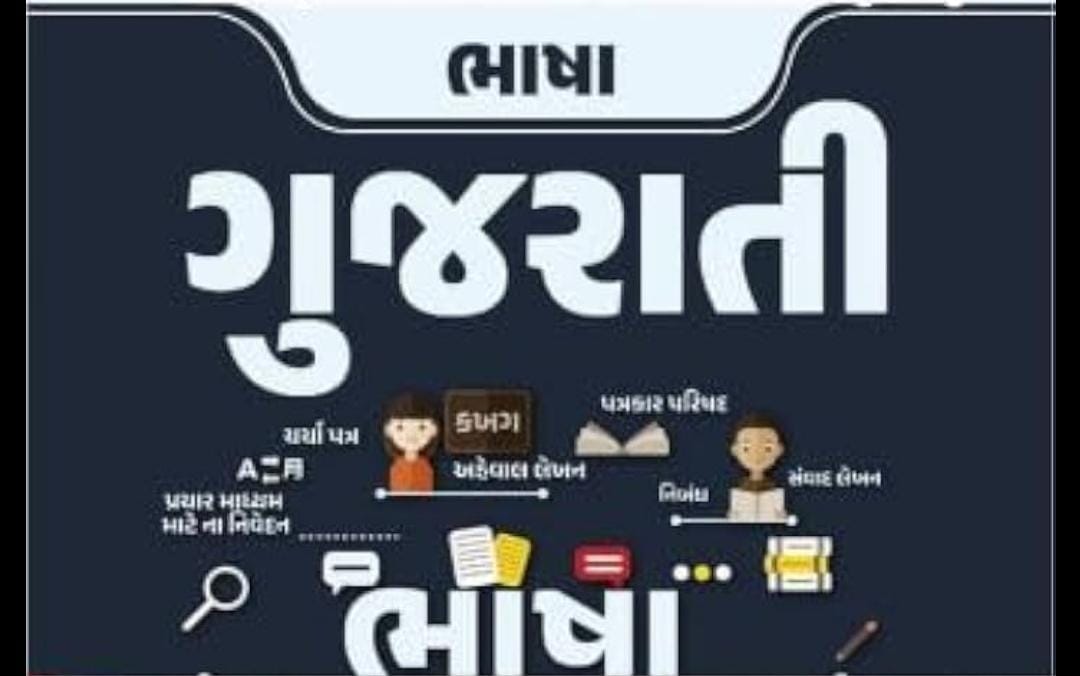 ભાષા
ગુજરાતી
પત્રકાર પરિષદ
કખગ
ચર્ચા પત્ર
અહેવાલ લેખન
સંવાદ લેખન
નિબંધ
પ્રચાર માધ્યમ
માટે ના નિવેદન
ભાષા